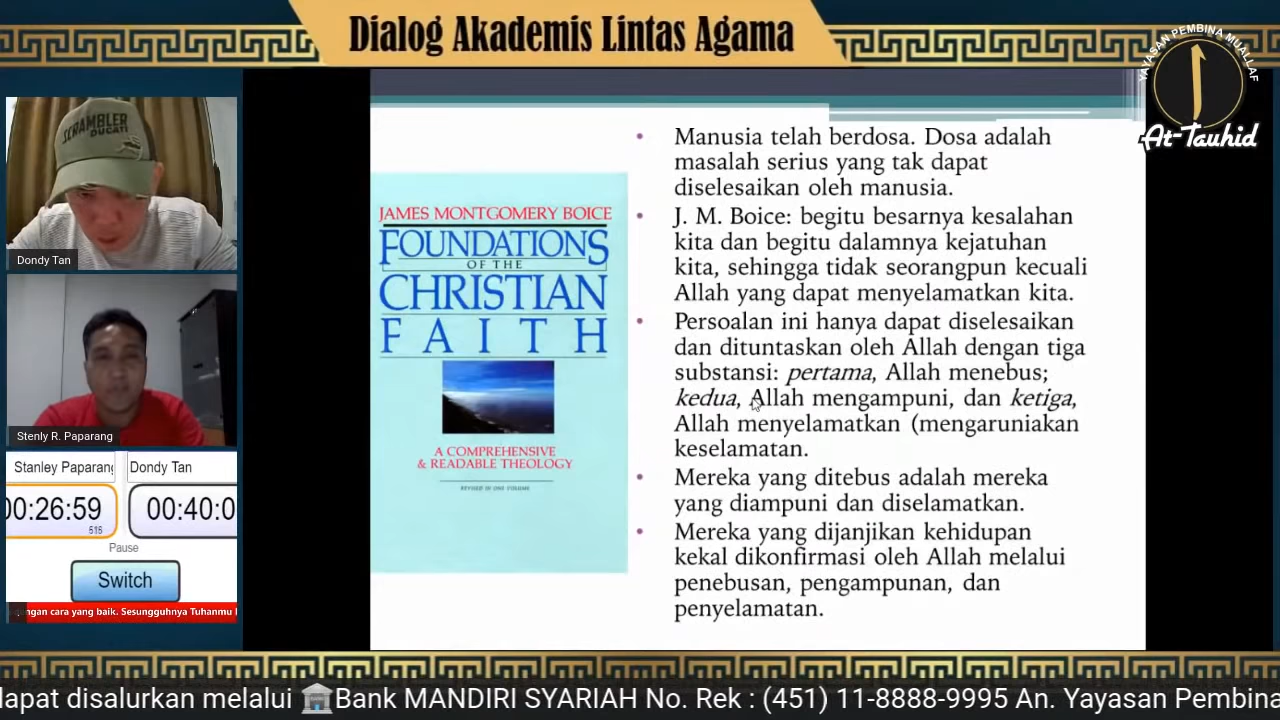 Dialog Akademis Lintas Agama
YAYASAN PEMBINA MUALLAF
At-Tauhid
SCRAMBLER
DUCATI
Dondy Tan
Stenly R. Paparang
Stanley Paparang
Dondy Tan
00:26:59
516
00:40:0
Pause
Switch
ngan cara yang baik. Sesungguhnya Tuhanmu
JAMES MONTGOMERY BOICE
FOUNDATIONS
OF THE
CHRISTIAN
FAITH
A COMPREHENSIVE
& READABLE THEOLOGY
REVISED IN ONE VOLUME
• Manusia telah berdosa. Dosa adalah
masalah serius yang tak dapat
diselesaikan oleh manusia.
• J. M. Boice: begitu besarnya kesalahan
kita dan begitu dalamnya kejatuhan
kita, sehingga tidak seorangpun kecuali
Allah yang dapat menyelamatkan kita.
• Persoalan ini hanya dapat diselesaikan
dan dituntaskan oleh Allah dengan tiga
substansi: pertama, Allah menebus;
kedua, Allah mengampuni, dan ketiga,
Allah menyelamatkan (mengaruniakan
keselamatan.
• Mereka yang ditebus adalah mereka
yang diampuni dan diselamatkan.
• Mereka yang dijanjikan kehidupan
kekal dikonfirmasi oleh Allah melalui
penebusan, pengampunan, dan
penyelamatan.
dapat disalurkan melalui 🏛Bank MANDIRI SYARIAH No. Rek : (451) 11-8888-9995 An. Yayasan Pembina